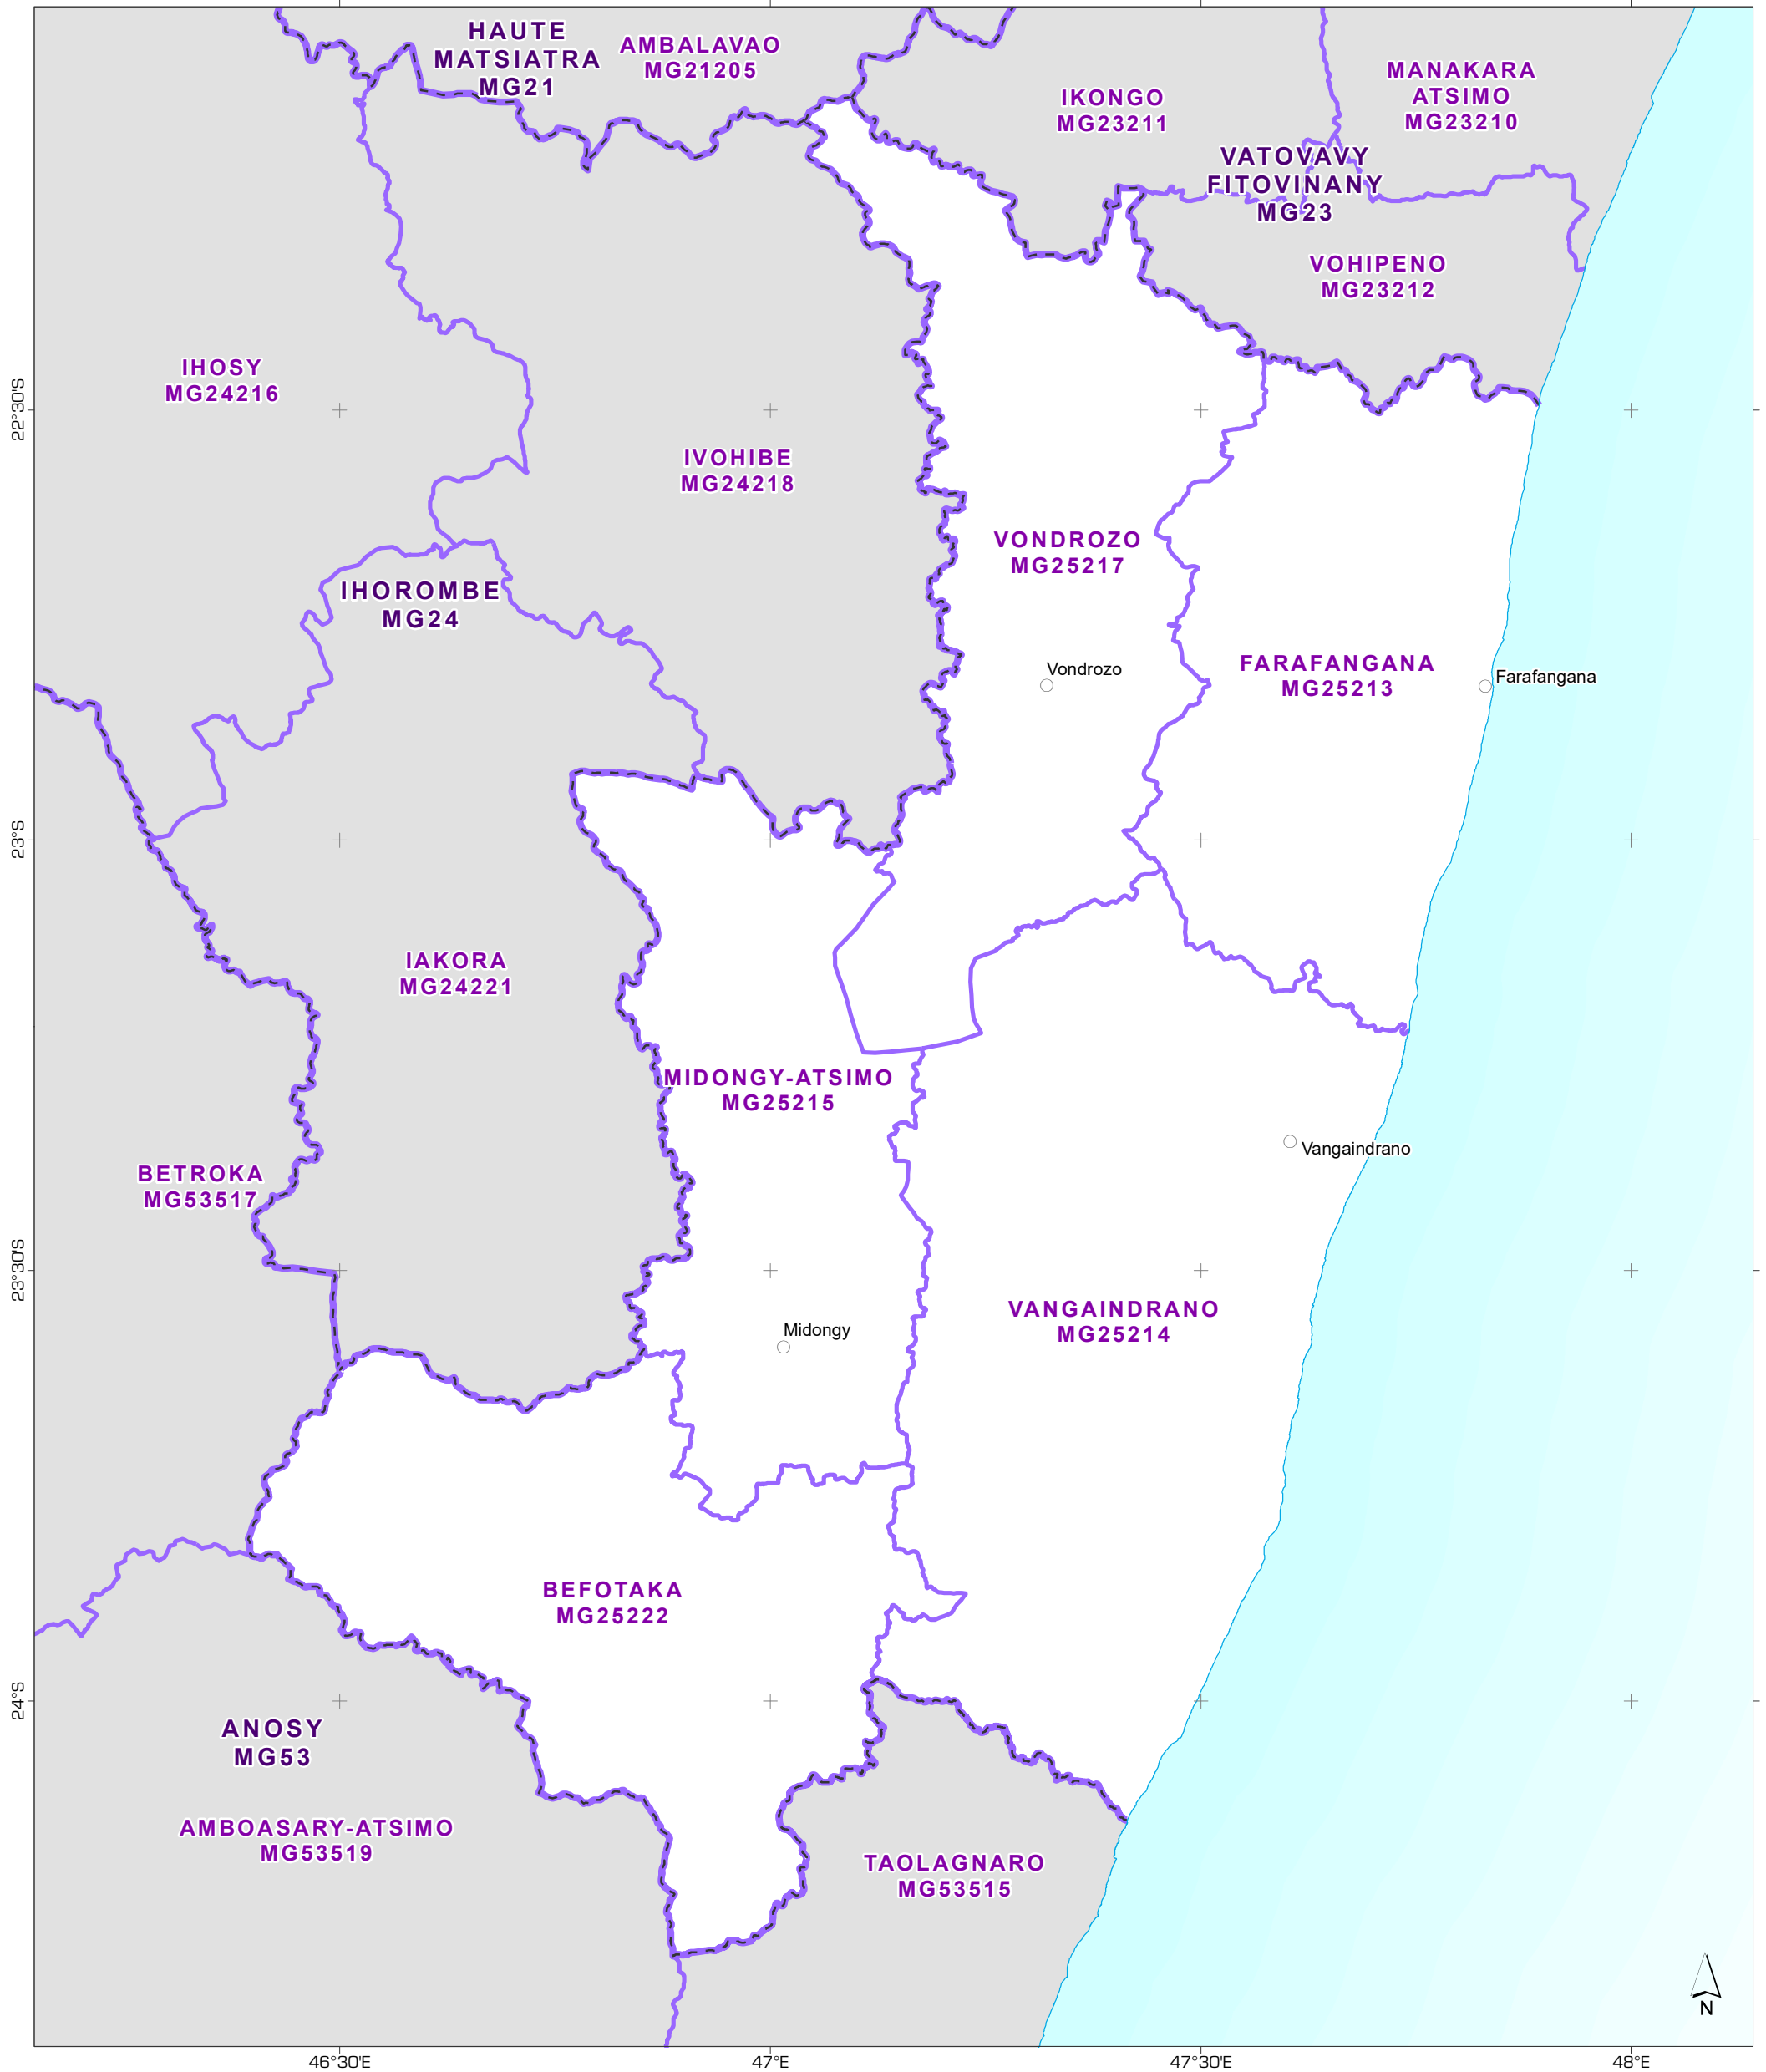 HAUTE
MATSIATRA
MG21
AMBALAVAO
MG21205
IKONGO
MG23211
MANAKARA
ATSIMO
MG23210
VATOVAVY
FITOVINANY
MG23
VOHIPENO
MG23212
IHOSY
MG24216
22°30'S
IVOHIBE
MG24218
VONDROZO
MG25217
IHOROMBE
MG24
Vondrozo
FARAFANGANA
MG25213
Farafangana
23°S
IAKORA
MG24221
MIDONGY-ATSIMO
MG25215
Vangaindrano
BETROKA
MG53517
23°30'S
VANGAINDRANO
MG25214
Midongy
BEFOTAKA
MG25222
24°S
ANOSY
MG53
AMBOASARY-ATSIMO
MG53519
TAOLAGNARO
MG53515
N
46°30'E
47°E
47°30'E
48°E